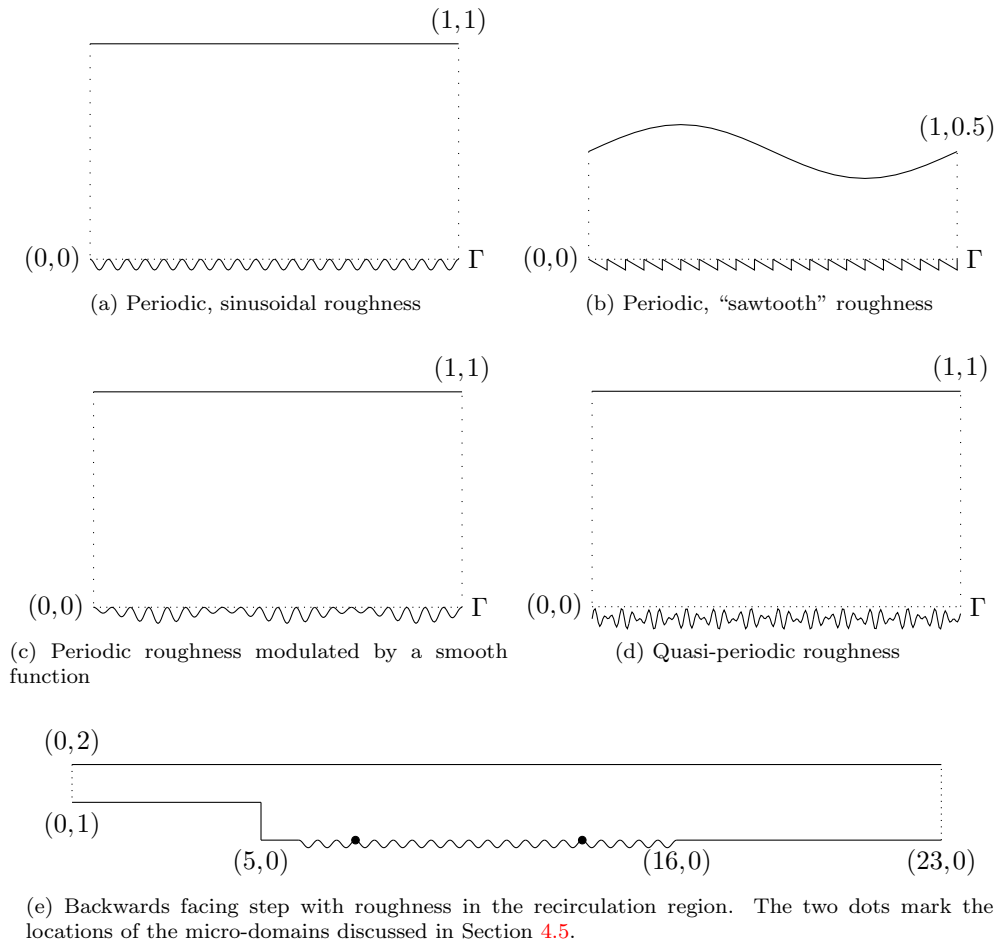 (1,1)
(0,0)
Γ
(a) Periodic, sinusoidal roughness
(1,0.5)
(0,0)
Γ
(b) Periodic, “sawtooth” roughness
(1,1)
(0,0)
Γ
(c) Periodic roughness modulated by a smooth
function
(1,1)
(0,0)
Γ
(d) Quasi-periodic roughness
(0,2)
(0,1)
(5,0)
(16,0)
(23,0)
(e) Backwards facing step with roughness in the recirculation region. The two dots mark the
locations of the micro-domains discussed in Section 4.5.